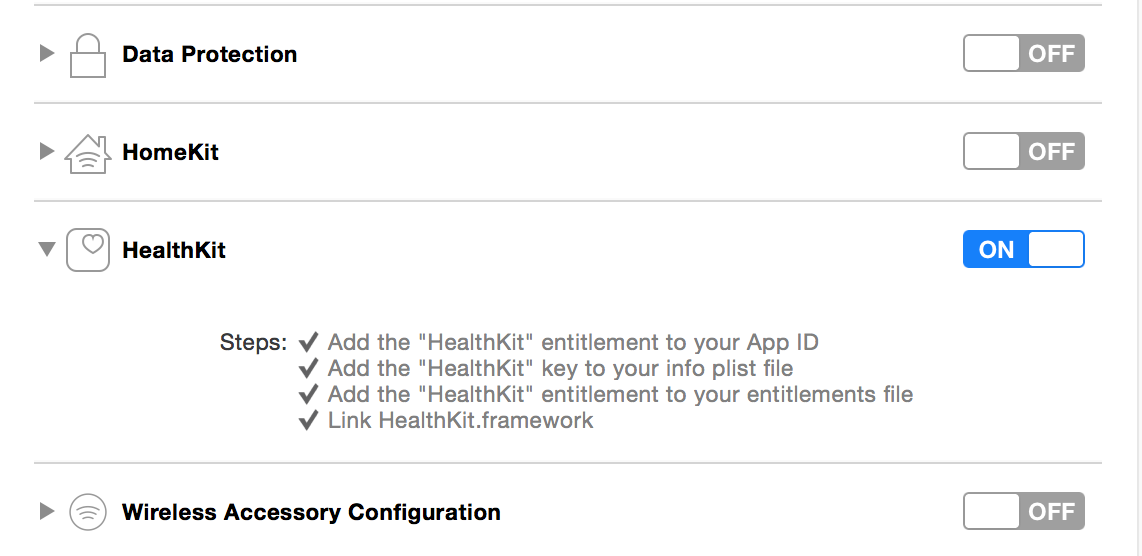 Data Protection OFF
HomeKit OFF
HealthKit ON
Steps: ✔ Add the "HealthKit" entitlement to your App ID
✔ Add the "HealthKit" key to your info plist file
✔ Add the "HealthKit" entitlement to your entitlements file
✔ Link HealthKit.framework
Wireless Accessory Configuration OFF